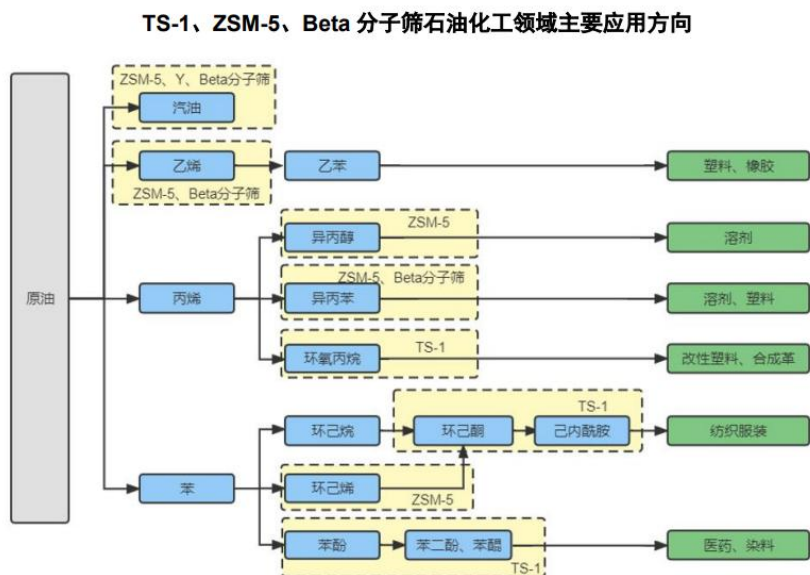 TS-1、ZSM-5、Beta 分子筛石油化工领域主要应用方向
ZSM-5、Y、Beta分子筛
汽油
乙烯
乙苯
塑料、橡胶
ZSM-5、Beta分子筛
ZSM-5
异丙醇
溶剂
ZSM-5、Beta分子筛
原油
丙烯
异丙苯
溶剂、塑料
TS-1
环氧丙烷
改性塑料、合成革
TS-1
环己烷
环己酮
己内酰胺
纺织服装
苯
环己烯
ZSM-5
苯酚
苯二酚、苯醌
医药、染料
TS-1